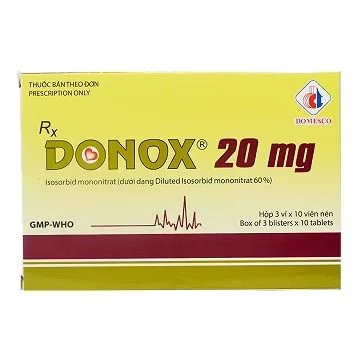 THUỐC BÁN THEO ĐƠN
PRESCRIPTION ONLY
DOMESCO
Rx
DONOX® 20 mg
Isosorbid mononitrat (dưới dạng Diluted Isosorbid mononitrat 60%)
GMP-WHO
Hộp 3 vỉ x 10 viên nén
Box of 3 blisters x 10 tablets